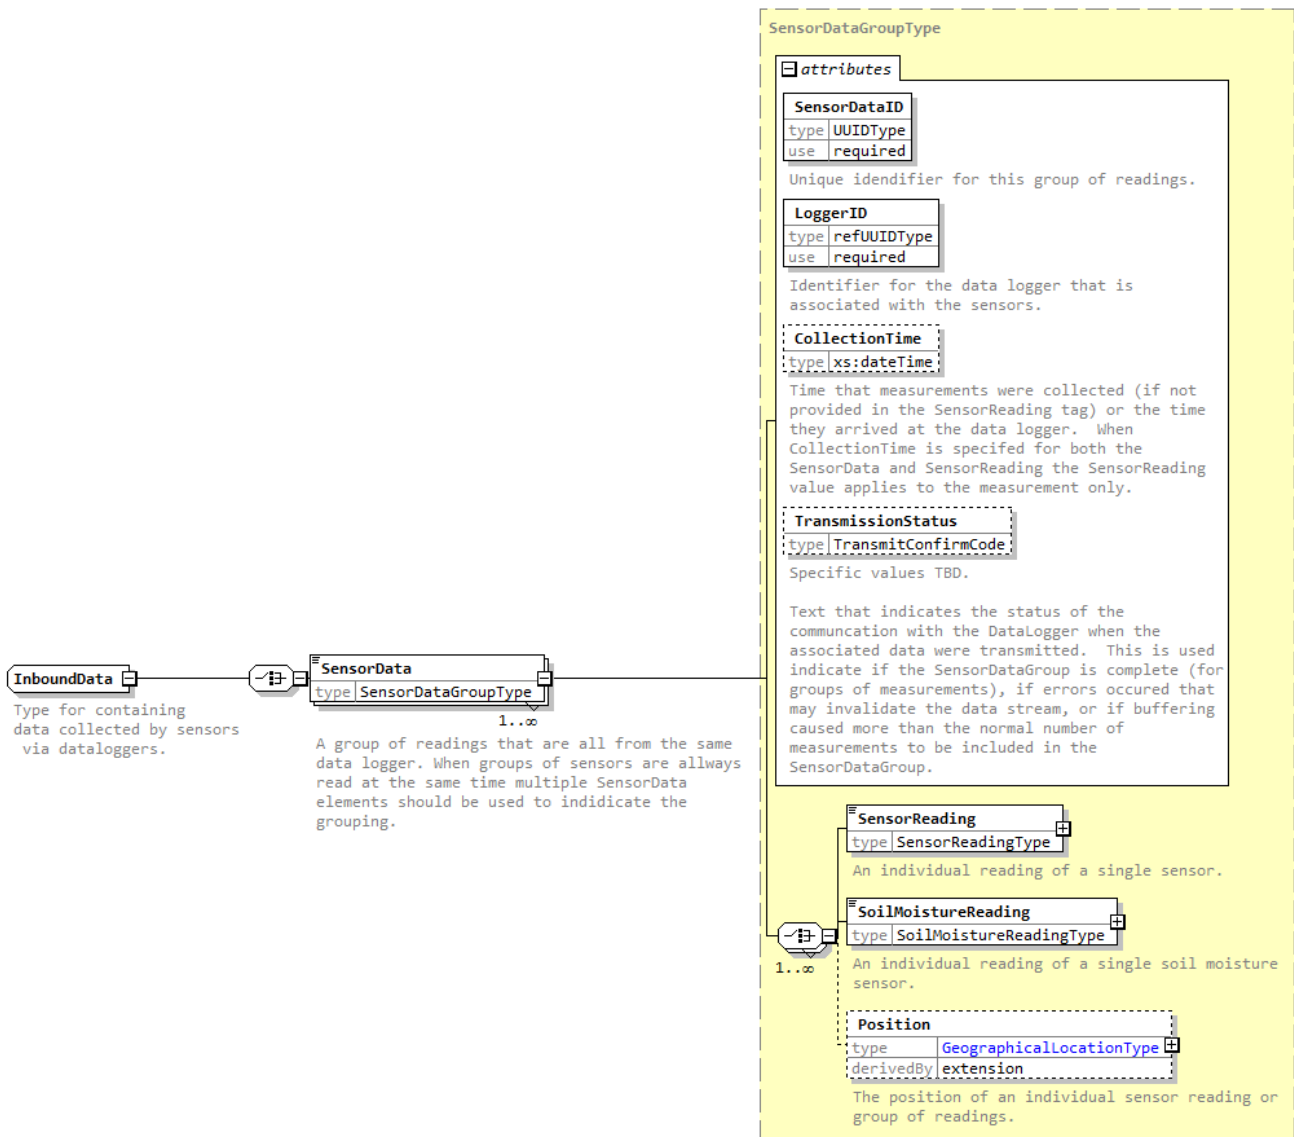 SensorDataGroupType
attributes
SensorDataID
type UUIDType
use required
Unique idendifier for this group of readings.
LoggerID
type refUUIDType
use required
Identifier for the data logger that is
associated with the sensors.
CollectionTime
type xs:dateTime
Time that measurements were collected (if not
provided in the SensorReading tag) or the time
they arrived at the data logger.  When
CollectionTime is specifed for both the
SensorData and SensorReading the SensorReading
value applies to the measurement only.
TransmissionStatus
type TransmitConfirmCode
Specific values TBD.
Text that indicates the status of the
communcation with the DataLogger when the
associated data were transmitted.  This is used
indicate if the SensorDataGroup is complete (for
groups of measurements), if errors occured that
may invalidate the data stream, or if buffering
caused more than the normal number of
measurements to be included in the
SensorDataGroup.
InboundData
Type for containing
data collected by sensors
via dataloggers.
SensorData
type SensorDataGroupType
1..∞
A group of readings that are all from the same
data logger. When groups of sensors are allways
read at the same time multiple SensorData
elements should be used to indidicate the
grouping.
SensorReading
type SensorReadingType
An individual reading of a single sensor.
SoilMoistureReading
type SoilMoistureReadingType
1..∞
An individual reading of a single soil moisture
sensor.
Position
type GeographicalLocationType
derivedBy extension
The position of an individual sensor reading or
group of readings.